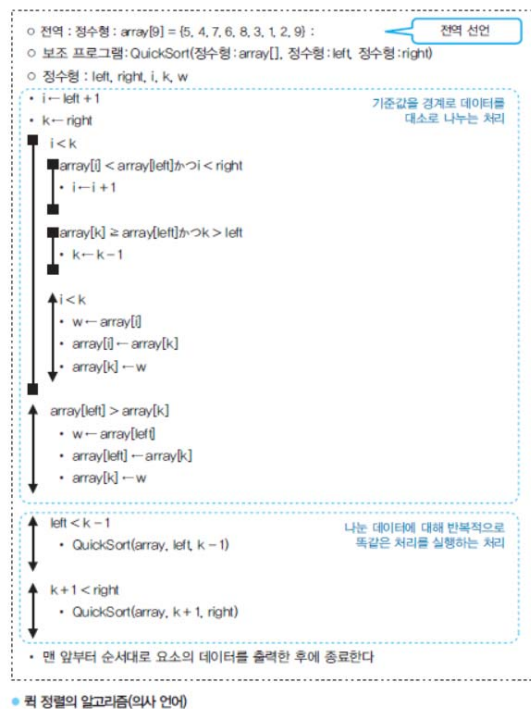 ○ 전역 : 정수형 : array[9] = {5, 4, 7, 6, 8, 3, 1, 2, 9} :
전역 선언
○ 보조 프로그램: QuickSort(정수형 : array[], 정수형 : left, 정수형 : right)
○ 정수형 : left, right, i, k, w
• i ← left + 1
기준값을 경계로 데이터를
대소로 나누는 처리
• k ← right
i < k
array[i] < array[left]かつi < right
• i ← i + 1
array[k] ≥ array[left]かつk > left
• k ← k − 1
i < k
• w ← array[i]
• array[i] ← array[k]
• array[k] ← w
array[left] > array[k]
• w ← array[left]
• array[left] ← array[k]
• array[k] ← w
left < k − 1
나눈 데이터에 대해 반복적으로
똑같은 처리를 실행하는 처리
• QuickSort(array, left, k − 1)
k + 1 < right
• QuickSort(array, k + 1, right)
• 맨 앞부터 순서대로 요소의 데이터를 출력한 후에 종료한다
● 퀵 정렬의 알고리즘(의사 언어)